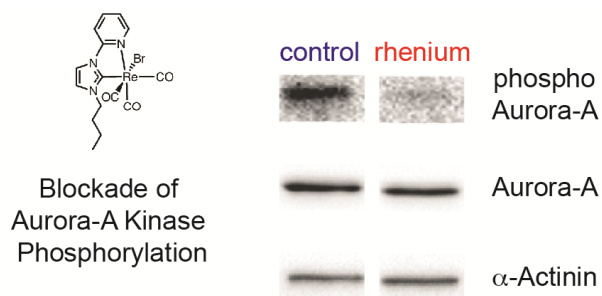 N
N
N
Br
Re
CO
OC
CO
Blockade of
Aurora-A Kinase
Phosphorylation
control rhenium
phospho
Aurora-A
Aurora-A
α-Actinin